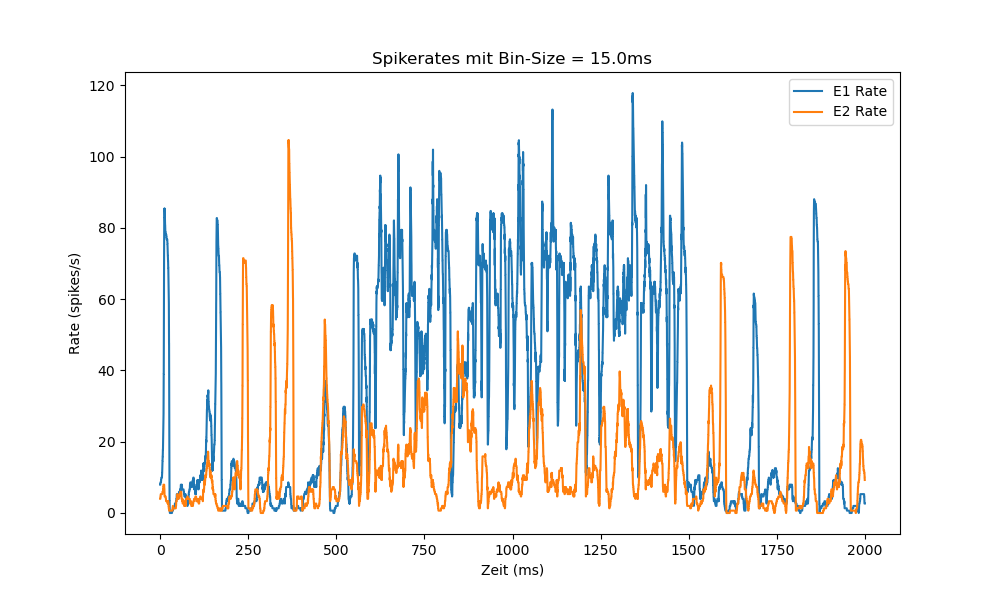 Spikerates mit Bin-Size = 15.0ms
E1 Rate
E2 Rate
Rate (spikes/s)
120
100
80
60
40
20
0
0 250 500 750 1000 1250 1500 1750 2000
Zeit (ms)